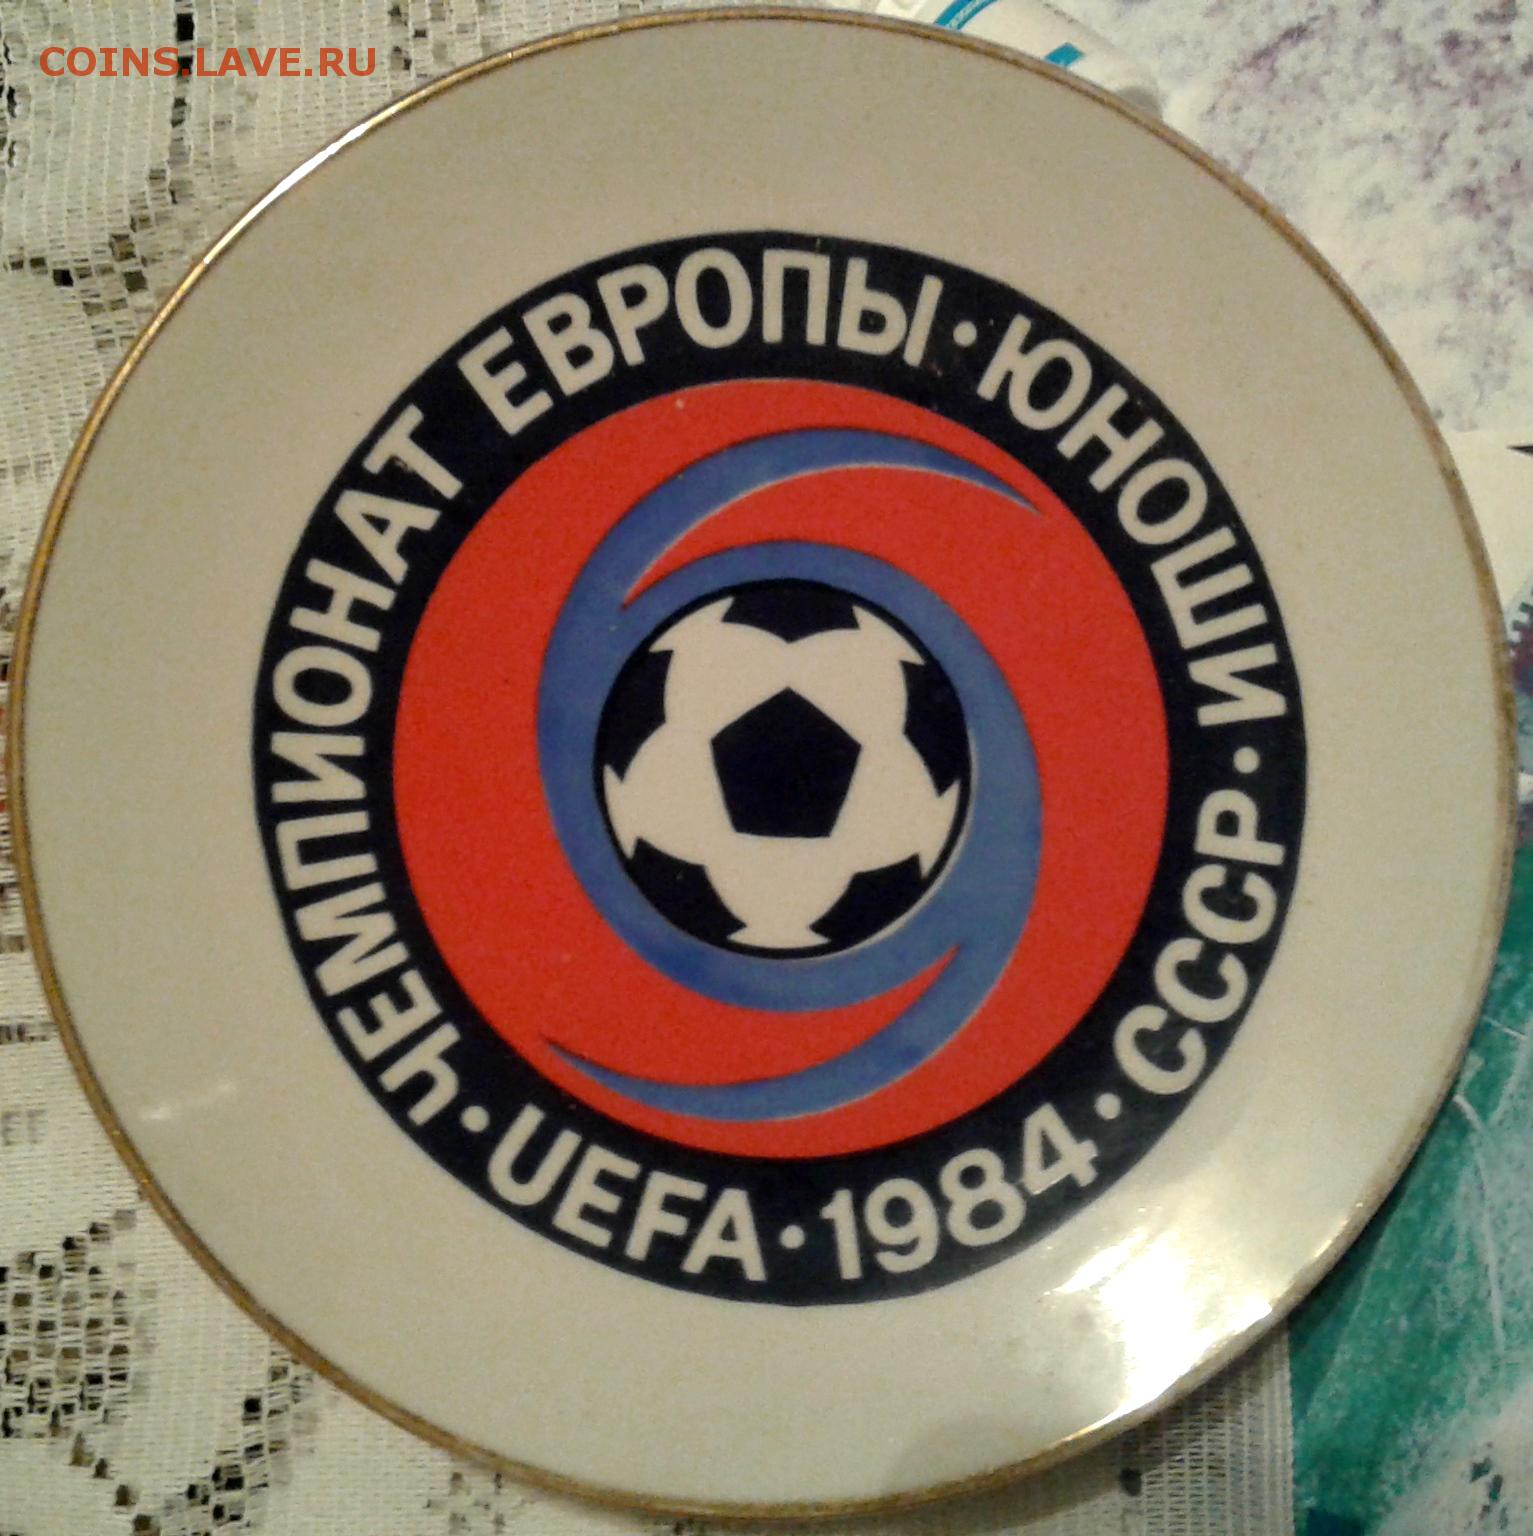 COINS.LAVE.RU
ЧЕМПИОНАТ ЕВРОПЫ · ЮНОШИ · СССР · 1984 · UEFA ·